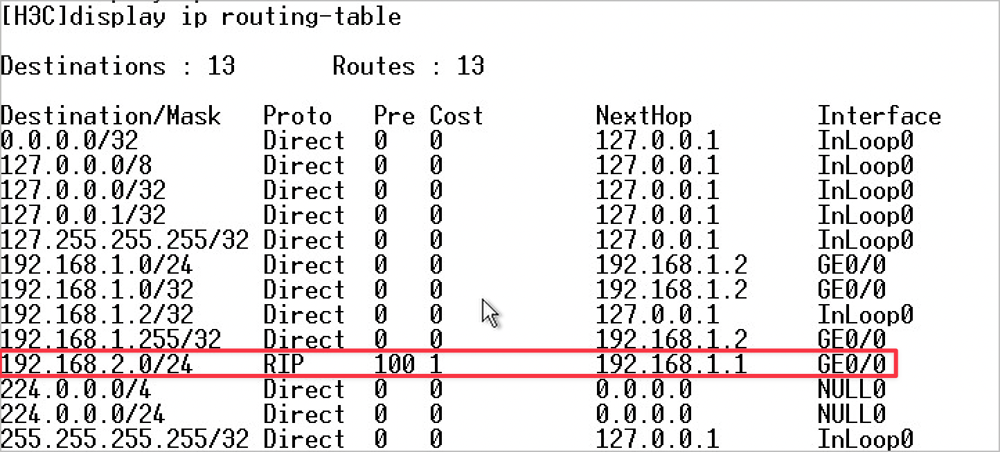 [H3C]display ip routing-table
Destinations : 13 Routes : 13
Destination/Mask Proto Pre Cost NextHop Interface
0.0.0.0/32 Direct 0 0 127.0.0.1 InLoop0
127.0.0.0/8 Direct 0 0 127.0.0.1 InLoop0
127.0.0.0/32 Direct 0 0 127.0.0.1 InLoop0
127.0.0.1/32 Direct 0 0 127.0.0.1 InLoop0
127.255.255.255/32 Direct 0 0 127.0.0.1 InLoop0
192.168.1.0/24 Direct 0 0 192.168.1.2 GE0/0
192.168.1.0/32 Direct 0 0 192.168.1.2 GE0/0
192.168.1.2/32 Direct 0 0 127.0.0.1 InLoop0
192.168.1.255/32 Direct 0 0 192.168.1.2 GE0/0
192.168.2.0/24 RIP 100 1 192.168.1.1 GE0/0
224.0.0.0/4 Direct 0 0 0.0.0.0 NULL0
224.0.0.0/24 Direct 0 0 0.0.0.0 NULL0
255.255.255.255/32 Direct 0 0 127.0.0.1 InLoop0